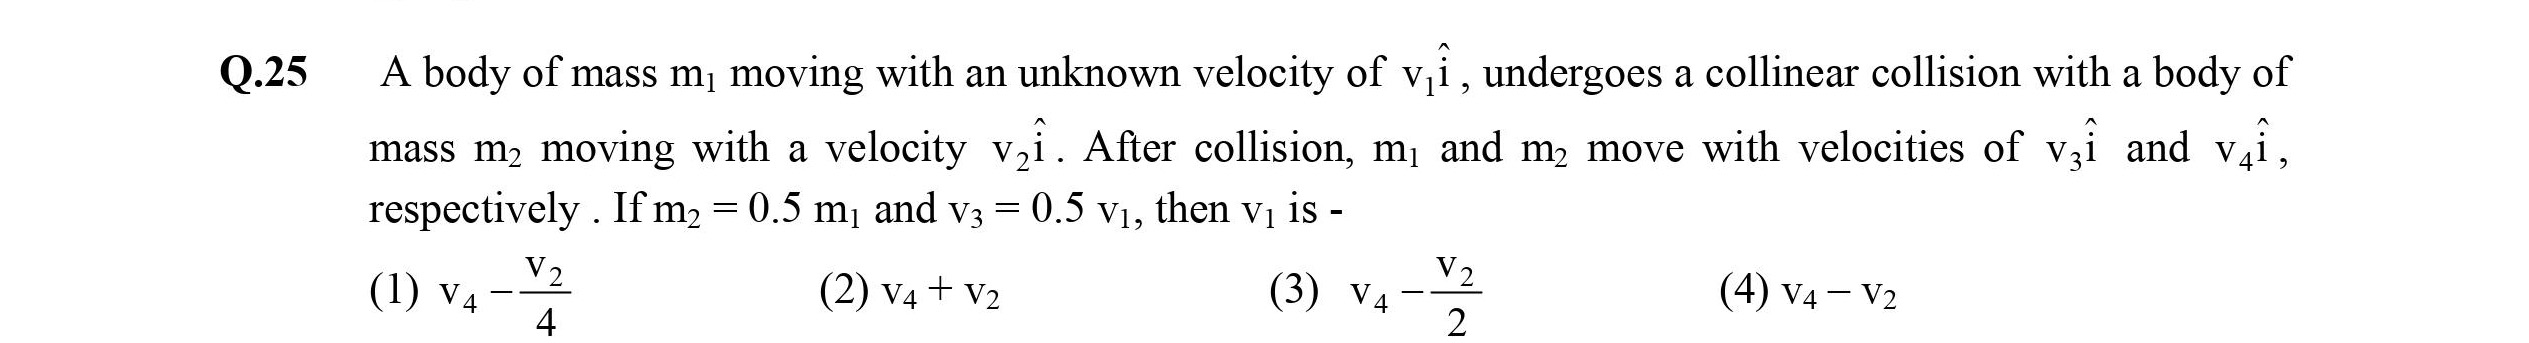 Q.25 A body of mass m₁ moving with an unknown velocity of v₁î, undergoes a collinear collision with a body of
mass m₂ moving with a velocity v₂î. After collision, m₁ and m₂ move with velocities of v₃î and v₄î,
respectively . If m₂ = 0.5 m₁ and v₃ = 0.5 v₁, then v₁ is -
(1) v₄ − v₂/4 (2) v₄ + v₂ (3) v₄ − v₂/2 (4) v₄ − v₂